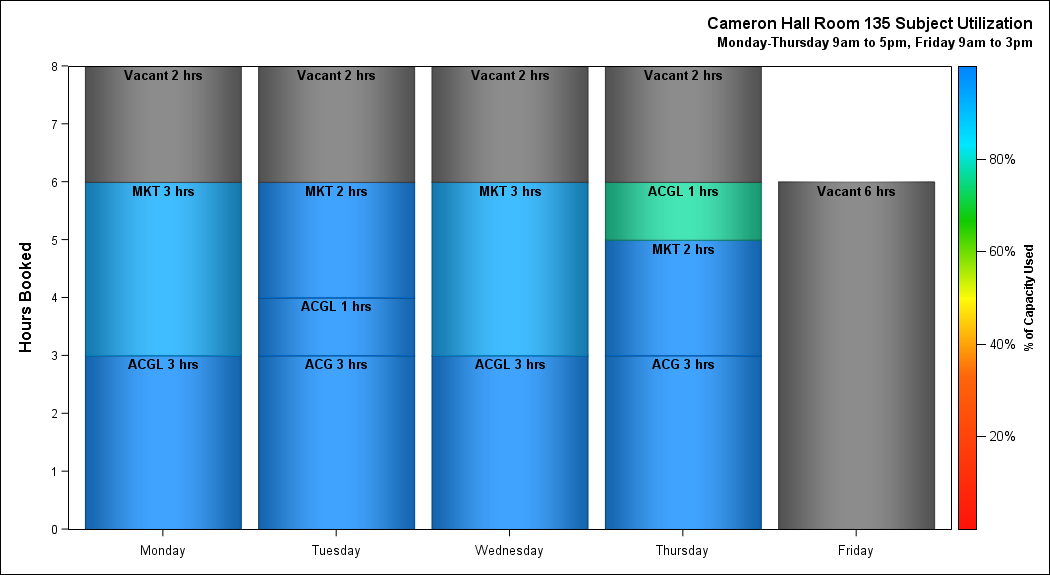 Cameron Hall Room 135 Subject Utilization
Monday-Thursday 9am to 5pm, Friday 9am to 3pm
Hours Booked
8
7
6
5
4
3
2
1
0
Vacant 2 hrs
MKT 3 hrs
ACGL 3 hrs
Vacant 2 hrs
MKT 2 hrs
ACGL 1 hrs
ACG 3 hrs
Vacant 2 hrs
MKT 3 hrs
ACGL 3 hrs
Vacant 2 hrs
ACGL 1 hrs
MKT 2 hrs
ACG 3 hrs
Vacant 6 hrs
Monday
Tuesday
Wednesday
Thursday
Friday
80%
60%
40%
20%
% of Capacity Used